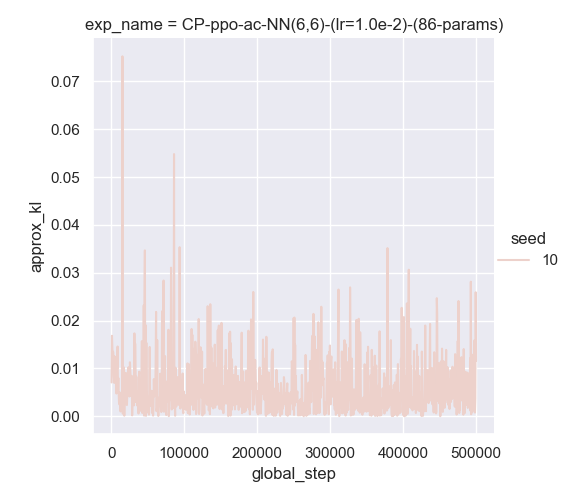 exp_name = CP-ppo-ac-NN(6,6)-(lr=1.0e-2)-(86-params)
approx_kl
0.07
0.06
0.05
0.04
0.03
0.02
0.01
0.00
0 100000 200000 300000 400000 500000
global_step
seed
10